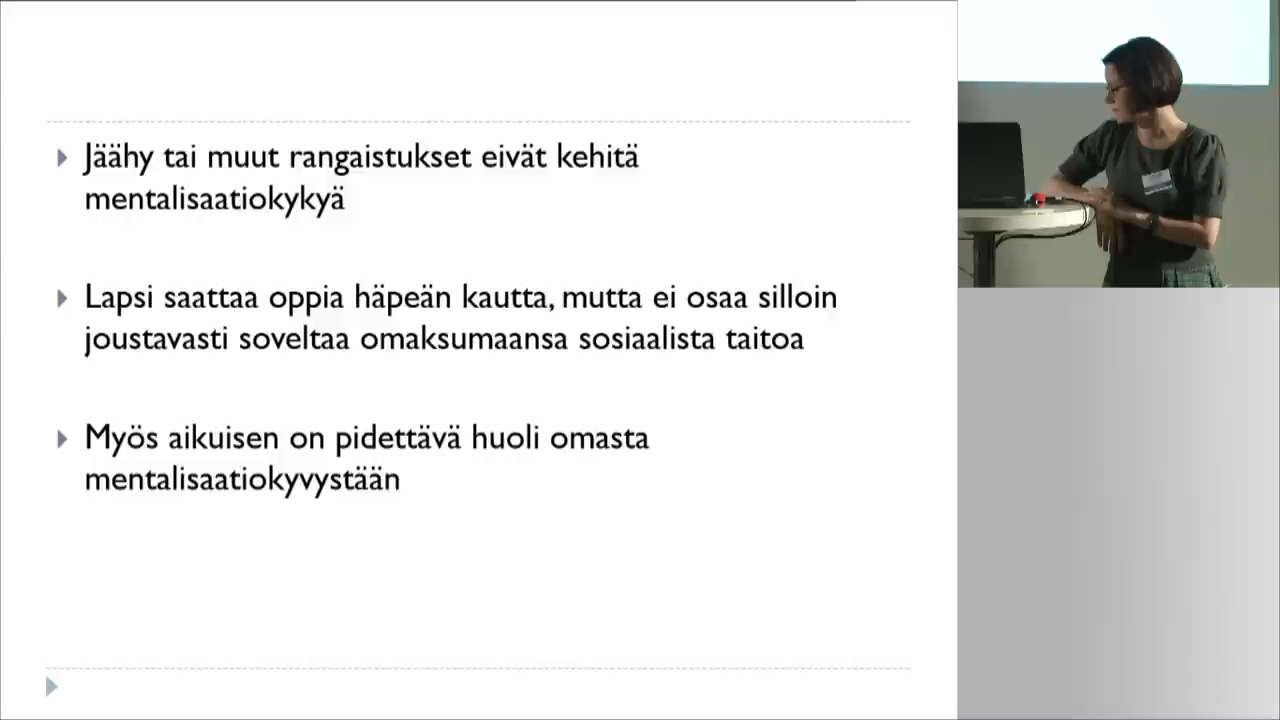 Jäähy tai muut rangaistukset eivät kehitä
mentalisaatiokykyä
Lapsi saattaa oppia häpeän kautta, mutta ei osaa silloin
joustavasti soveltaa omaksumaansa sosiaalista taitoa
Myös aikuisen on pidettävä huoli omasta
mentalisaatiokyvystään